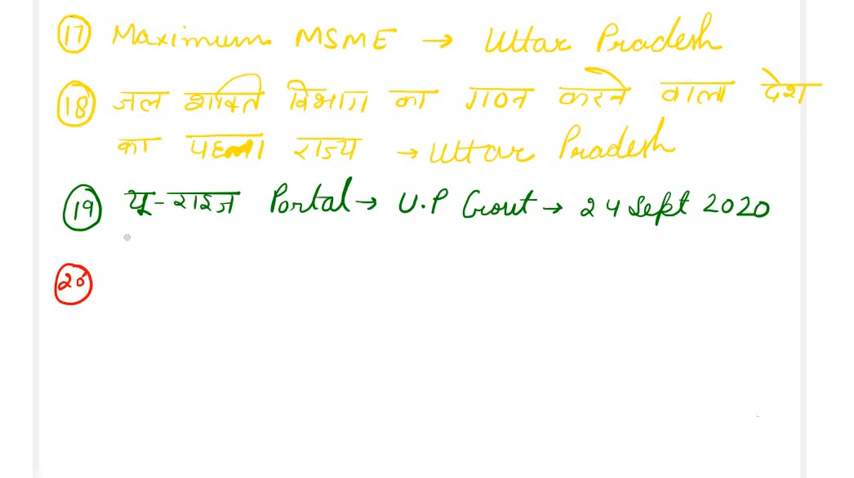 17 Maximum MSME → Uttar Pradesh
18 जल शक्ति विभाग का गठन करने वाला देश
का पहला राज्य → Uttar Pradesh
19 यू-राइज Portal → U.P Govt → 24 Sept 2020
20